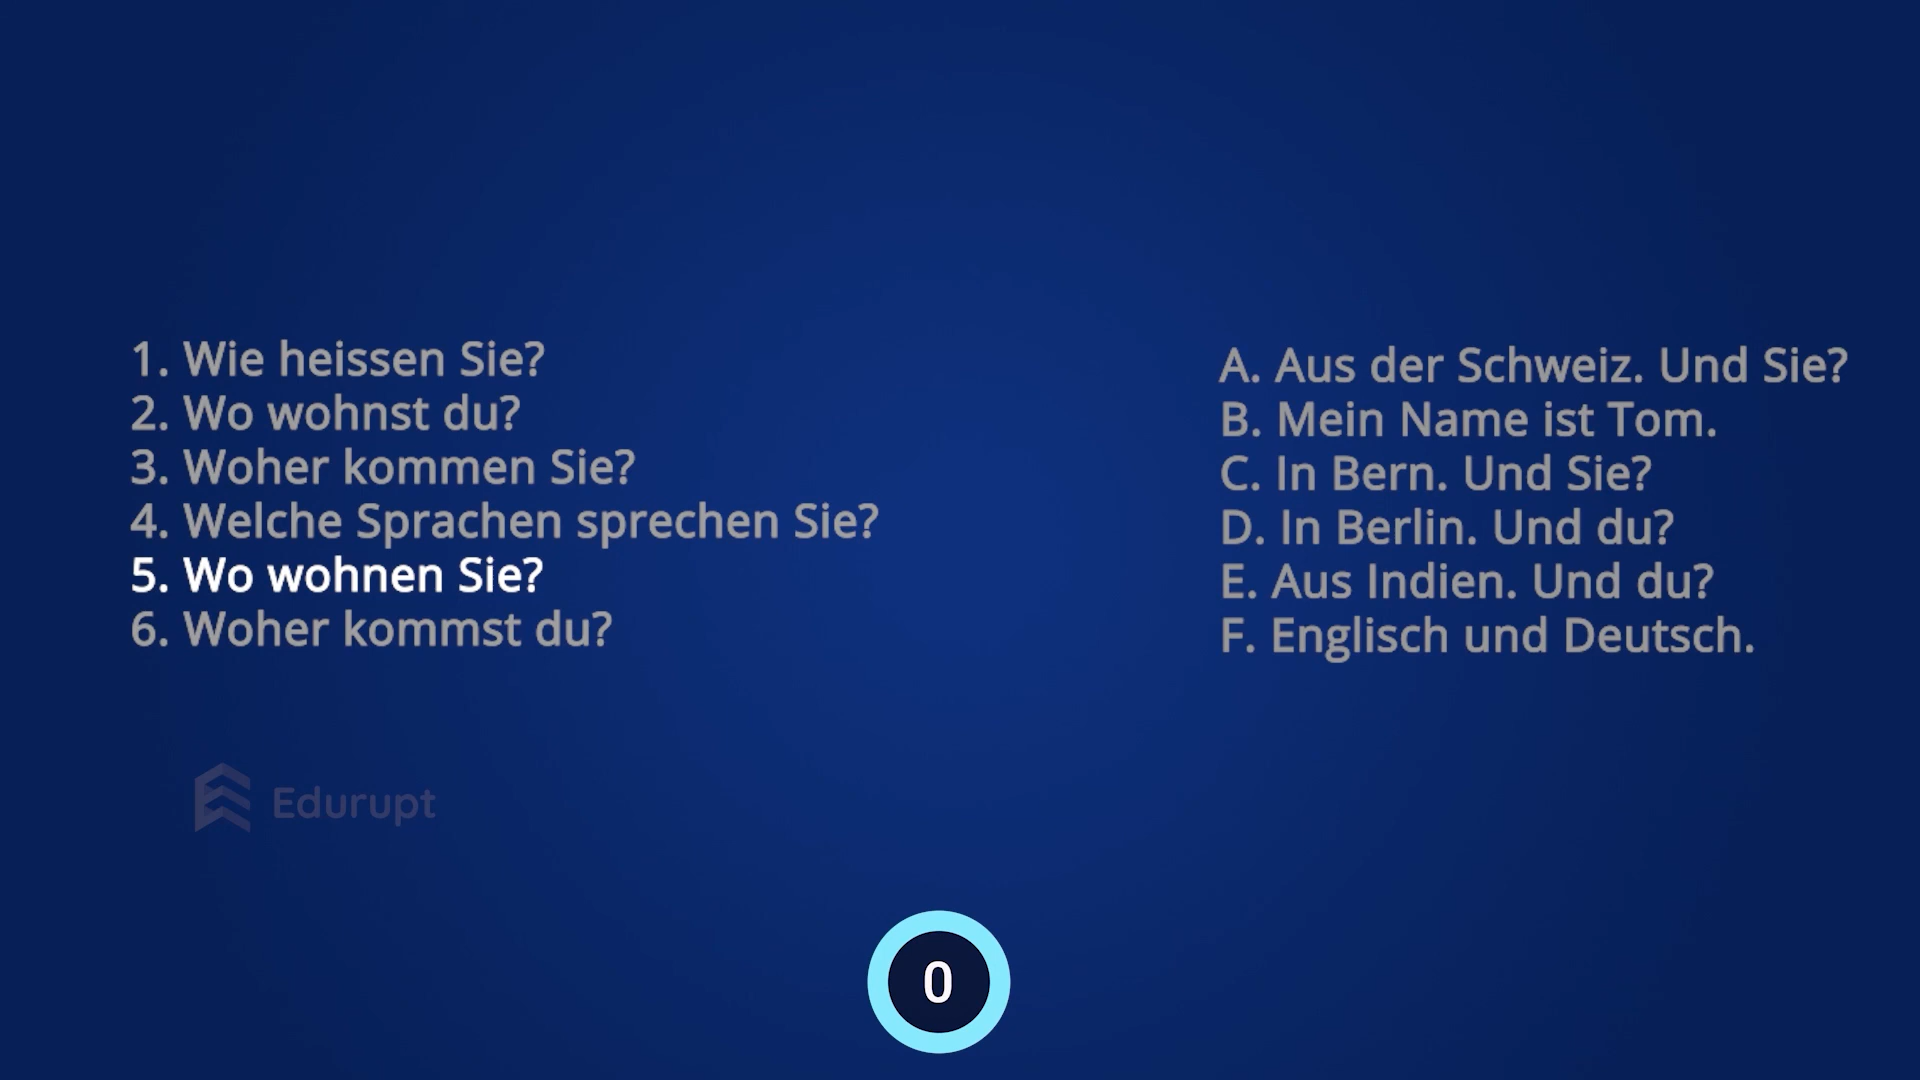 1. Wie heissen Sie?
2. Wo wohnst du?
3. Woher kommen Sie?
4. Welche Sprachen sprechen Sie?
5. Wo wohnen Sie?
6. Woher kommst du?
A. Aus der Schweiz. Und Sie?
B. Mein Name ist Tom.
C. In Bern. Und Sie?
D. In Berlin. Und du?
E. Aus Indien. Und du?
F. Englisch und Deutsch.
Edurupt
0